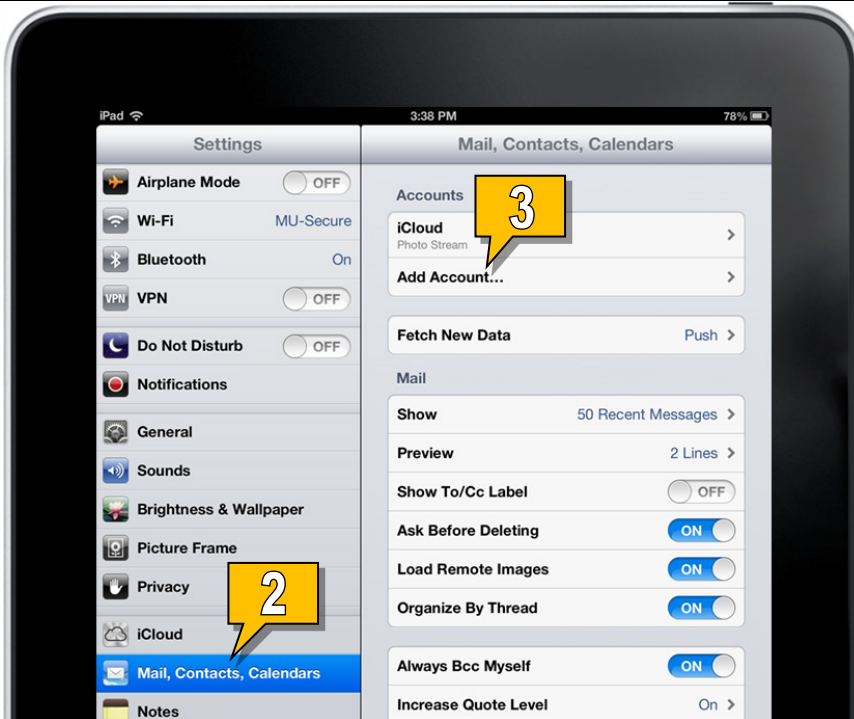 iPad 3:38 PM 78%
Settings
Airplane Mode OFF
Wi-Fi MU-Secure
Bluetooth On
VPN VPN OFF
Do Not Disturb OFF
Notifications
General
Sounds
Brightness & Wallpaper
Picture Frame
Privacy
2
iCloud
Mail, Contacts, Calendars
Notes
Mail, Contacts, Calendars
Accounts
3
iCloud
Photo Stream
Add Account...
Fetch New Data Push
Mail
Show 50 Recent Messages
Preview 2 Lines
Show To/Cc Label OFF
Ask Before Deleting ON
Load Remote Images ON
Organize By Thread ON
Always Bcc Myself ON
Increase Quote Level On